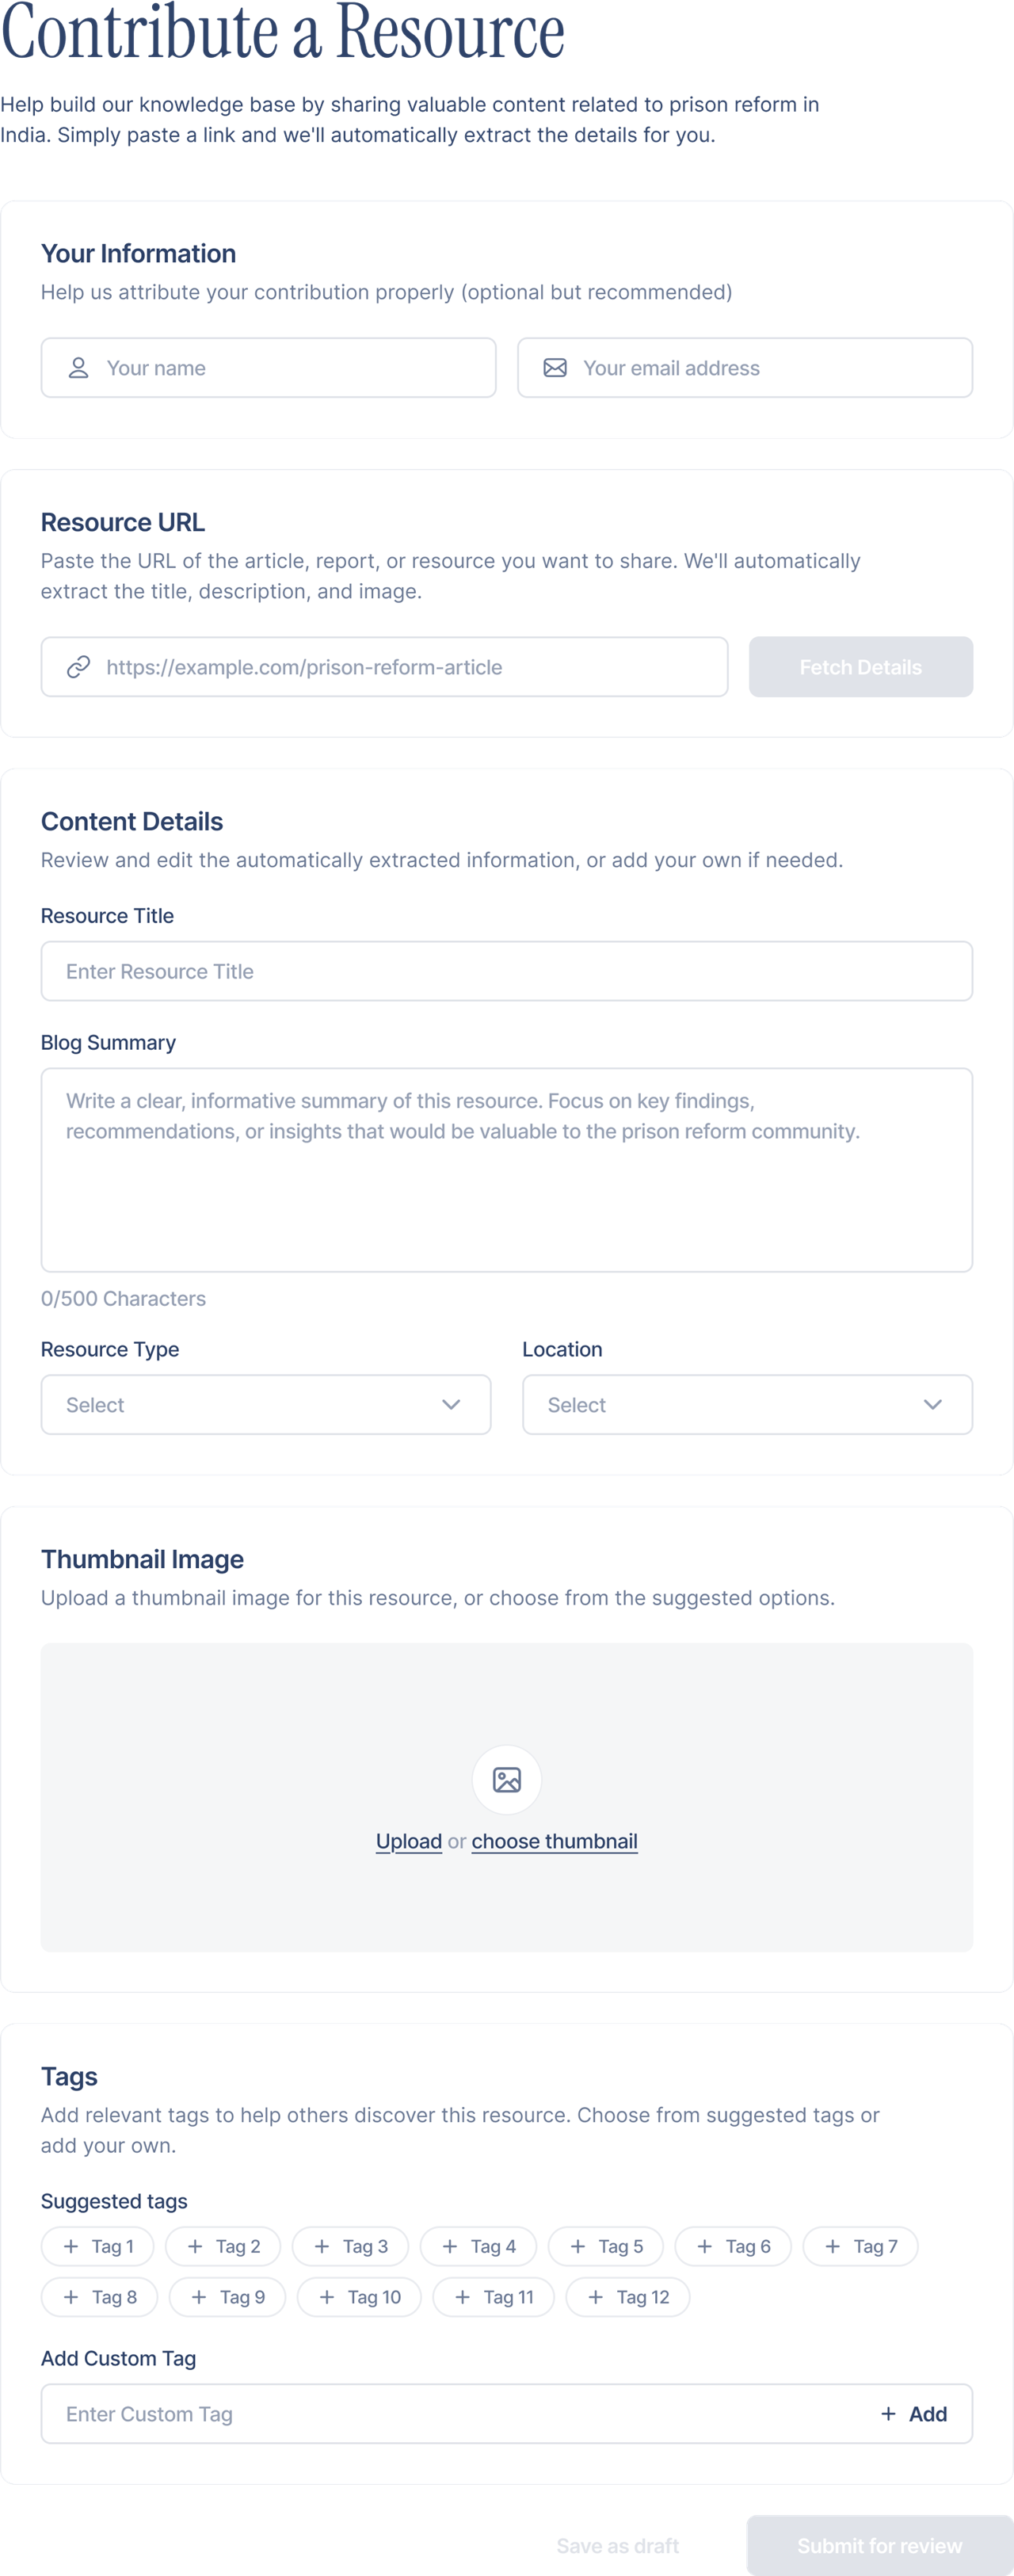 Contribute a Resource
Help build our knowledge base by sharing valuable content related to prison reform in
India. Simply paste a link and we'll automatically extract the details for you.
Your Information
Help us attribute your contribution properly (optional but recommended)
Your name
Your email address
Resource URL
Paste the URL of the article, report, or resource you want to share. We'll automatically
extract the title, description, and image.
https://example.com/prison-reform-article
Fetch Details
Content Details
Review and edit the automatically extracted information, or add your own if needed.
Resource Title
Enter Resource Title
Blog Summary
Write a clear, informative summary of this resource. Focus on key findings,
recommendations, or insights that would be valuable to the prison reform community.
0/500 Characters
Resource Type
Location
Select
Select
Thumbnail Image
Upload a thumbnail image for this resource, or choose from the suggested options.
Upload or choose thumbnail
Tags
Add relevant tags to help others discover this resource. Choose from suggested tags or
add your own.
Suggested tags
+ Tag 1 + Tag 2 + Tag 3 + Tag 4 + Tag 5 + Tag 6 + Tag 7
+ Tag 8 + Tag 9 + Tag 10 + Tag 11 + Tag 12
Add Custom Tag
Enter Custom Tag + Add
Save as draft Submit for review